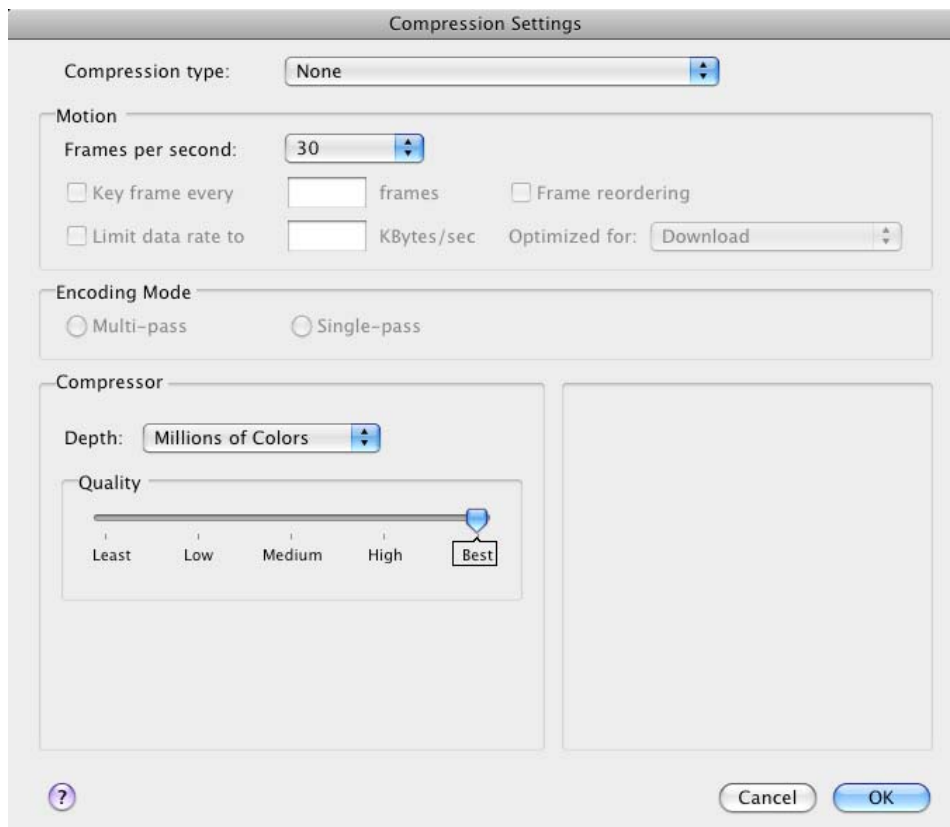 Compression Settings
Compression type: None
Motion
Frames per second: 30
Key frame every frames Frame reordering
Limit data rate to KBytes/sec Optimized for: Download
Encoding Mode
Multi-pass Single-pass
Compressor
Depth: Millions of Colors
Quality
Least Low Medium High Best
? Cancel OK